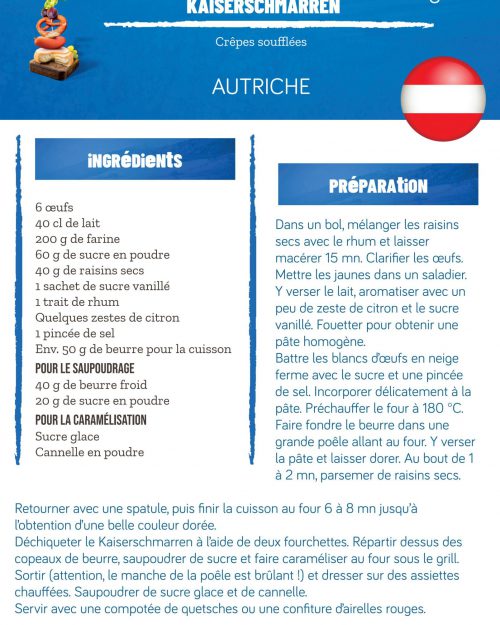 KAISERSCHMARREN
Crêpes soufflées
AUTRICHE
iNGRéDieNtS
6 œufs
40 cl de lait
200 g de farine
60 g de sucre en poudre
40 g de raisins secs
1 sachet de sucre vanillé
1 trait de rhum
Quelques zestes de citron
1 pincée de sel
Env. 50 g de beurre pour la cuisson
POUR LE SAUPOUDRAGE
40 g de beurre froid
20 g de sucre en poudre
POUR LA CARAMÉLISATION
Sucre glace
Cannelle en poudre
PRéPARAtiON
Dans un bol, mélanger les raisins
secs avec le rhum et laisser
macérer 15 mn. Clarifier les œufs.
Mettre les jaunes dans un saladier.
Y verser le lait, aromatiser avec un
peu de zeste de citron et le sucre
vanillé. Fouetter pour obtenir une
pâte homogène.
Battre les blancs d'œufs en neige
ferme avec le sucre et une pincée
de sel. Incorporer délicatement à la
pâte. Préchauffer le four à 180 °C.
Faire fondre le beurre dans une
grande poêle allant au four. Y verser
la pâte et laisser dorer. Au bout de 1
à 2 mn, parsemer de raisins secs.
Retourner avec une spatule, puis finir la cuisson au four 6 à 8 mn jusqu'à
l'obtention d'une belle couleur dorée.
Déchiqueter le Kaiserschmarren à l'aide de deux fourchettes. Répartir dessus des
copeaux de beurre, saupoudrer de sucre et faire caraméliser au four sous le grill.
Sortir (attention, le manche de la poêle est brûlant !) et dresser sur des assiettes
chauffées. Saupoudrer de sucre glace et de cannelle.
Servir avec une compotée de quetsches ou une confiture d'airelles rouges.